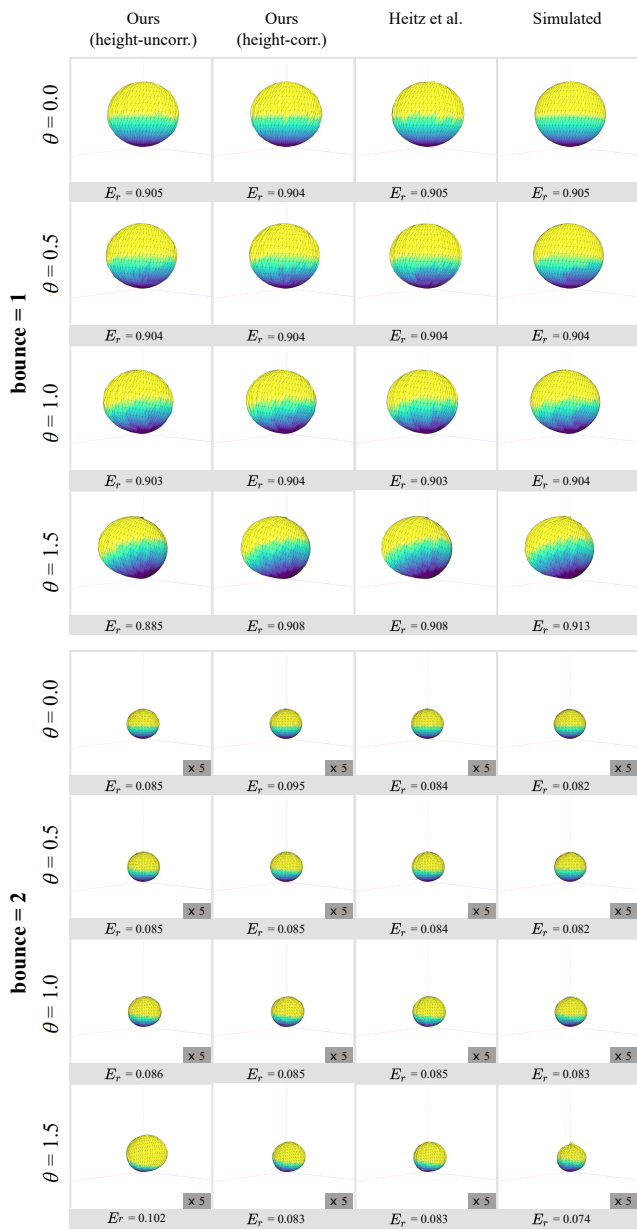 Ours Ours Heitz et al. Simulated
(height-uncorr.) (height-corr.)
bounce = 1
θ = 0.0
E_r = 0.905 E_r = 0.904 E_r = 0.905 E_r = 0.905
θ = 0.5
E_r = 0.904 E_r = 0.904 E_r = 0.904 E_r = 0.904
θ = 1.0
E_r = 0.903 E_r = 0.904 E_r = 0.903 E_r = 0.904
θ = 1.5
E_r = 0.885 E_r = 0.908 E_r = 0.908 E_r = 0.913
bounce = 2
θ = 0.0
x 5 x 5 x 5 x 5
E_r = 0.085 E_r = 0.095 E_r = 0.084 E_r = 0.082
θ = 0.5
x 5 x 5 x 5 x 5
E_r = 0.085 E_r = 0.085 E_r = 0.084 E_r = 0.082
θ = 1.0
x 5 x 5 x 5 x 5
E_r = 0.086 E_r = 0.085 E_r = 0.085 E_r = 0.083
θ = 1.5
x 5 x 5 x 5 x 5
E_r = 0.102 E_r = 0.083 E_r = 0.083 E_r = 0.074